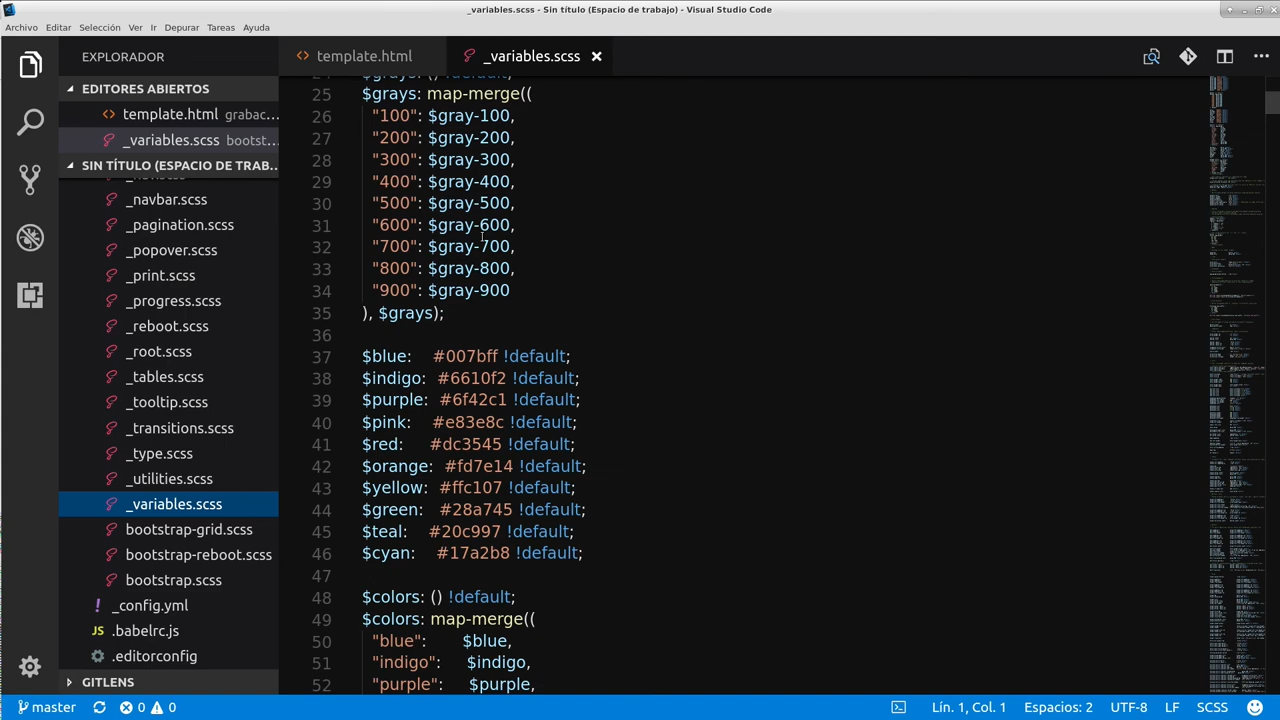 _variables.scss - Sin título (Espacio de trabajo) - Visual Studio Code
Archivo Editar Selección Ver Ir Depurar Tareas Ayuda
EXPLORADOR
template.html
_variables.scss
EDITORES ABIERTOS
template.html grabac...
_variables.scss bootst...
SIN TÍTULO (ESPACIO DE TRAB...
_navbar.scss
_pagination.scss
_popover.scss
_print.scss
_progress.scss
_reboot.scss
_root.scss
_tables.scss
_tooltip.scss
_transitions.scss
_type.scss
_utilities.scss
_variables.scss
bootstrap-grid.scss
bootstrap-reboot.scss
bootstrap.scss
_config.yml
.babelrc.js
.editorconfig
GITLENS
24 $grays: () !default;
25 $grays: map-merge((
26 "100": $gray-100,
27 "200": $gray-200,
28 "300": $gray-300,
29 "400": $gray-400,
30 "500": $gray-500,
31 "600": $gray-600,
32 "700": $gray-700,
33 "800": $gray-800,
34 "900": $gray-900
35 ), $grays);
36
37 $blue: #007bff !default;
38 $indigo: #6610f2 !default;
39 $purple: #6f42c1 !default;
40 $pink: #e83e8c !default;
41 $red: #dc3545 !default;
42 $orange: #fd7e14 !default;
43 $yellow: #ffc107 !default;
44 $green: #28a745 !default;
45 $teal: #20c997 !default;
46 $cyan: #17a2b8 !default;
47
48 $colors: () !default;
49 $colors: map-merge((
50 "blue": $blue,
51 "indigo": $indigo,
52 "purple": $purple,
master 0 0
Lín. 1, Col. 1 Espacios: 2 UTF-8 LF SCSS